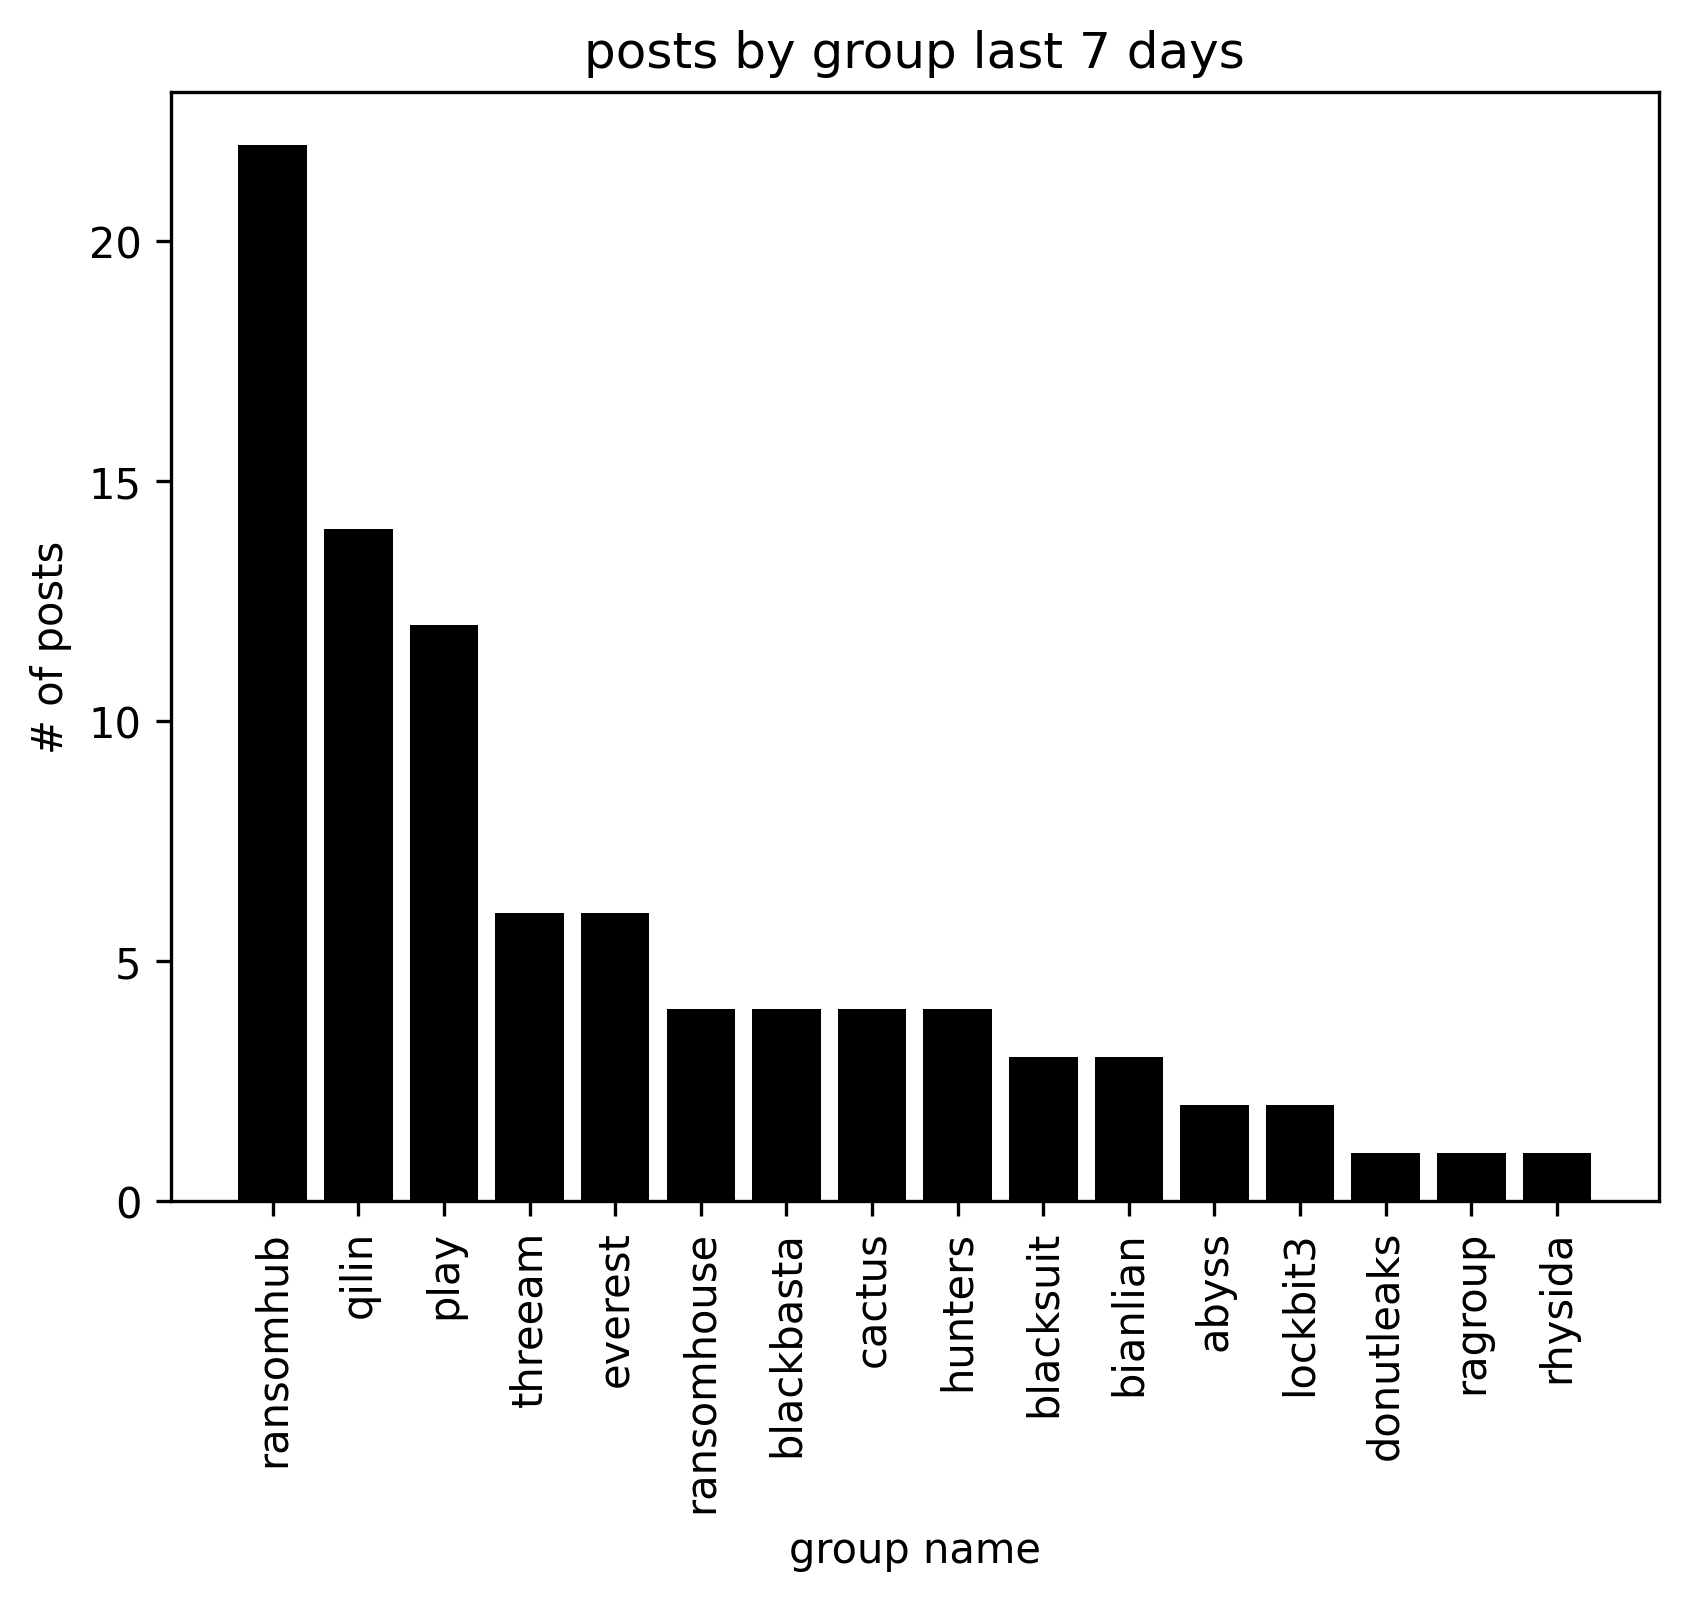 posts by group last 7 days
# of posts
20
15
10
5
0
ransomhub
qilin
play
threeam
everest
ransomhouse
blackbasta
cactus
hunters
blacksuit
bianlian
abyss
lockbit3
donutleaks
ragroup
rhysida
group name